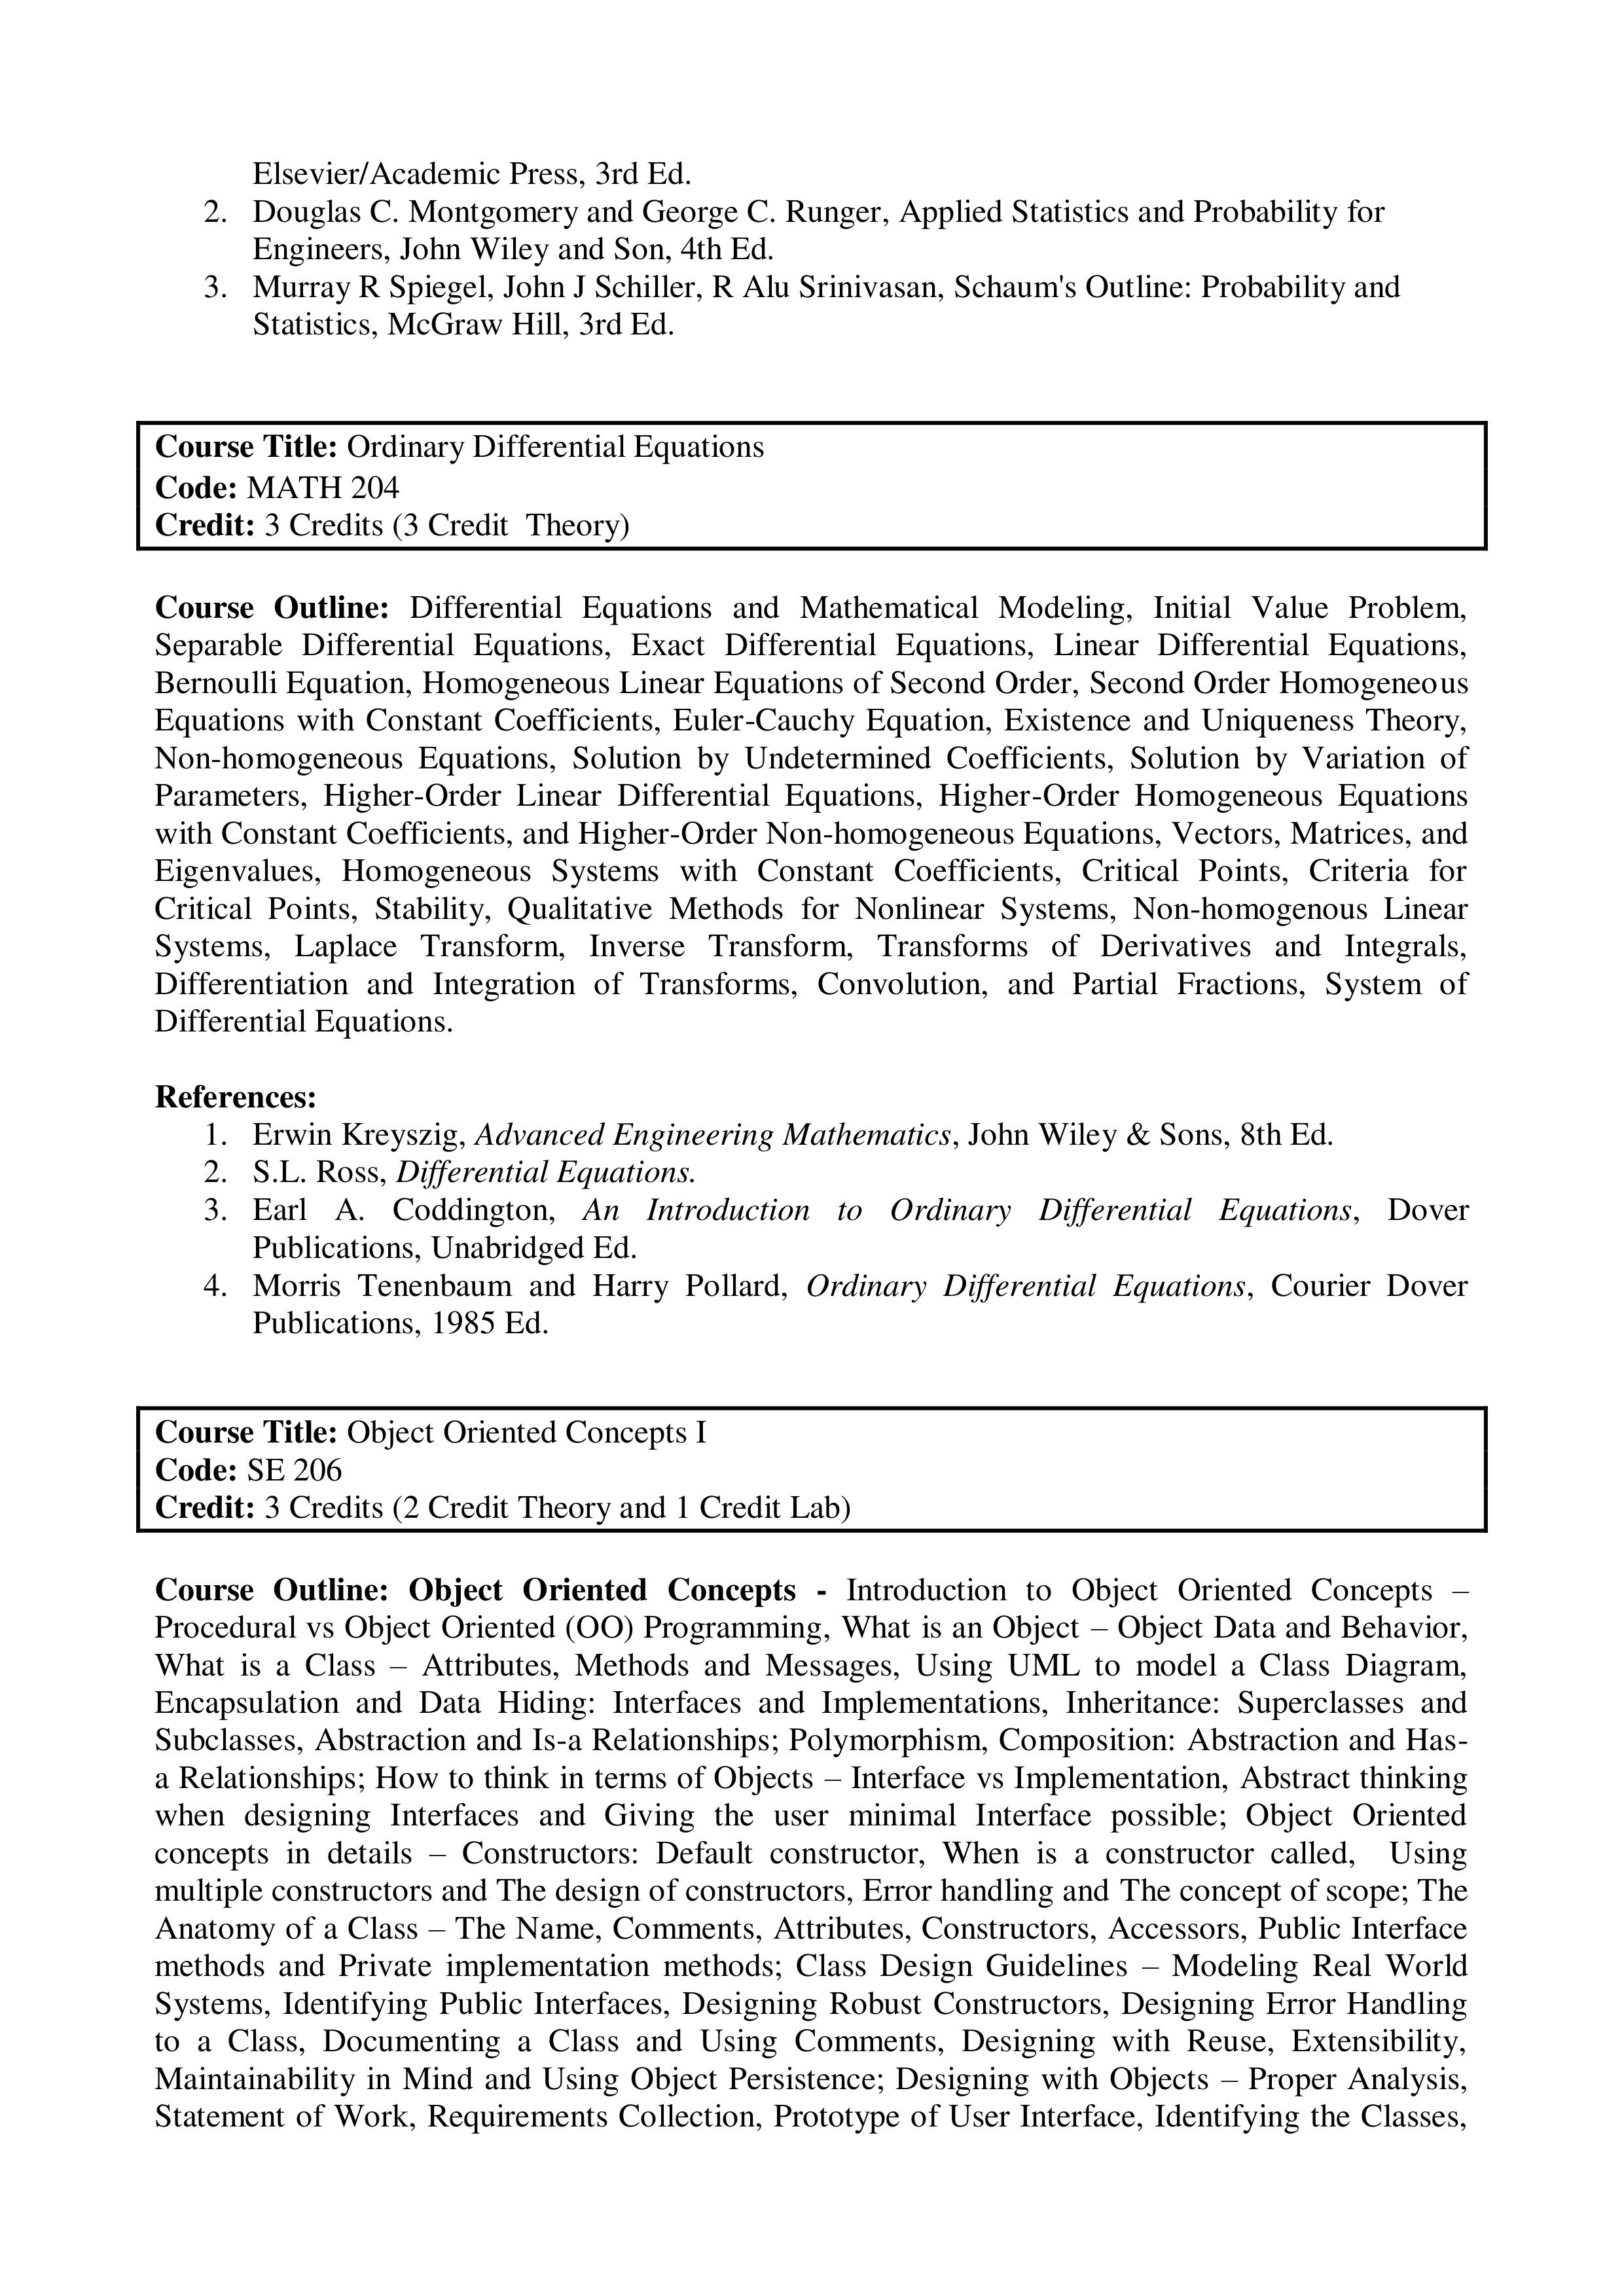 Elsevier/Academic Press, 3rd Ed.
2. Douglas C. Montgomery and George C. Runger, Applied Statistics and Probability for
Engineers, John Wiley and Son, 4th Ed.
3. Murray R Spiegel, John J Schiller, R Alu Srinivasan, Schaum's Outline: Probability and
Statistics, McGraw Hill, 3rd Ed.
Course Title: Ordinary Differential Equations
Code: MATH 204
Credit: 3 Credits (3 Credit  Theory)
Course Outline: Differential Equations and Mathematical Modeling, Initial Value Problem,
Separable Differential Equations, Exact Differential Equations, Linear Differential Equations,
Bernoulli Equation, Homogeneous Linear Equations of Second Order, Second Order Homogeneous
Equations with Constant Coefficients, Euler-Cauchy Equation, Existence and Uniqueness Theory,
Non-homogeneous Equations, Solution by Undetermined Coefficients, Solution by Variation of
Parameters, Higher-Order Linear Differential Equations, Higher-Order Homogeneous Equations
with Constant Coefficients, and Higher-Order Non-homogeneous Equations, Vectors, Matrices, and
Eigenvalues, Homogeneous Systems with Constant Coefficients, Critical Points, Criteria for
Critical Points, Stability, Qualitative Methods for Nonlinear Systems, Non-homogenous Linear
Systems, Laplace Transform, Inverse Transform, Transforms of Derivatives and Integrals,
Differentiation and Integration of Transforms, Convolution, and Partial Fractions, System of
Differential Equations.
References:
1. Erwin Kreyszig, Advanced Engineering Mathematics, John Wiley & Sons, 8th Ed.
2. S.L. Ross, Differential Equations.
3. Earl A. Coddington, An Introduction to Ordinary Differential Equations, Dover
Publications, Unabridged Ed.
4. Morris Tenenbaum and Harry Pollard, Ordinary Differential Equations, Courier Dover
Publications, 1985 Ed.
Course Title: Object Oriented Concepts I
Code: SE 206
Credit: 3 Credits (2 Credit Theory and 1 Credit Lab)
Course Outline: Object Oriented Concepts - Introduction to Object Oriented Concepts –
Procedural vs Object Oriented (OO) Programming, What is an Object – Object Data and Behavior,
What is a Class – Attributes, Methods and Messages, Using UML to model a Class Diagram,
Encapsulation and Data Hiding: Interfaces and Implementations, Inheritance: Superclasses and
Subclasses, Abstraction and Is-a Relationships; Polymorphism, Composition: Abstraction and Has-
a Relationships; How to think in terms of Objects – Interface vs Implementation, Abstract thinking
when designing Interfaces and Giving the user minimal Interface possible; Object Oriented
concepts in details – Constructors: Default constructor, When is a constructor called,  Using
multiple constructors and The design of constructors, Error handling and The concept of scope; The
Anatomy of a Class – The Name, Comments, Attributes, Constructors, Accessors, Public Interface
methods and Private implementation methods; Class Design Guidelines – Modeling Real World
Systems, Identifying Public Interfaces, Designing Robust Constructors, Designing Error Handling
to a Class, Documenting a Class and Using Comments, Designing with Reuse, Extensibility,
Maintainability in Mind and Using Object Persistence; Designing with Objects – Proper Analysis,
Statement of Work, Requirements Collection, Prototype of User Interface, Identifying the Classes,